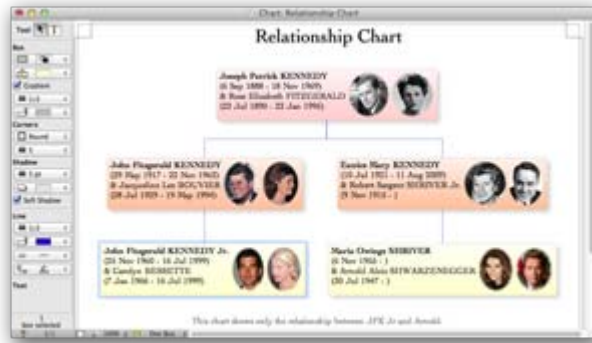 Chart: Relationship Chart
Tool
Relationship Chart
Box
Gradient
Corners
Round
Shadow
Soft Shadow
Line
Text
Joseph Patrick KENNEDY
(6 Sep 1888 - 18 Nov 1969)
& Rose Elizabeth FITZGERALD
(22 Jul 1890 - 22 Jan 1995)
John Fitzgerald KENNEDY
(29 May 1917 - 22 Nov 1963)
& Jacqueline Lee BOUVIER
(28 Jul 1929 - 19 May 1994)
Eunice Mary KENNEDY
(10 Jul 1921 - 11 Aug 2009)
& Robert Sargent SHRIVER Jr.
(9 Nov 1915 - )
John Fitzgerald KENNEDY Jr.
(25 Nov 1960 - 16 Jul 1999)
& Carolyn BESSETTE
(7 Jan 1966 - 16 Jul 1999)
Maria Owings SHRIVER
(6 Nov 1955 - )
& Arnold Alois SHWARZENEGGER
(30 Jul 1947 - )
This chart shows only the relationship between JFK Jr and Arnold.
box selected